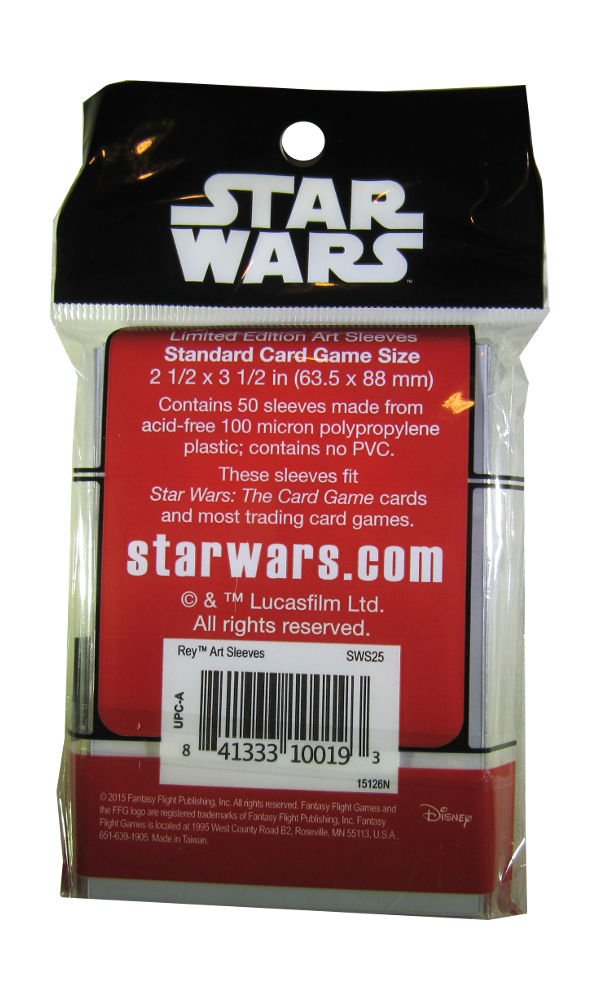 STAR
WARS™
Limited Edition Art Sleeves
Standard Card Game Size
2 1/2 x 3 1/2 in (63.5 x 88 mm)
Contains 50 sleeves made from
acid-free 100 micron polypropylene
plastic; contains no PVC.
These sleeves fit
Star Wars: The Card Game cards
and most trading card games.
starwars.com
© & ™ Lucasfilm Ltd.
All rights reserved.
Rey™ Art Sleeves SWS25
UPC-A
8 41333 10019 3
15126N
© 2015 Fantasy Flight Publishing, Inc. All rights reserved. Fantasy Flight Games and
the FFG logo are registered trademarks of Fantasy Flight Publishing, Inc. Fantasy
Flight Games is located at 1995 West County Road B2, Roseville, MN 55113, U.S.A.,
651-639-1905. Made in Taiwan.
Disney